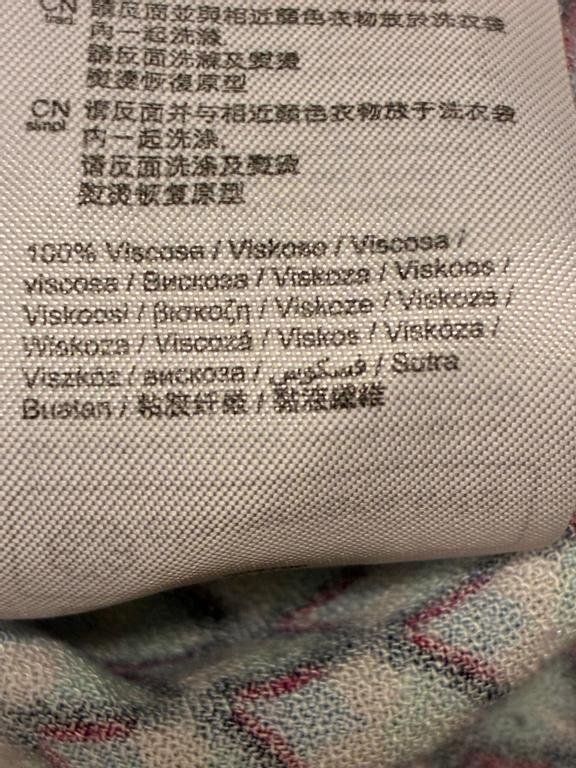 CN 請反面並與相近顏色衣物放於洗衣袋
trad.
內一起洗滌.
請反面洗滌及熨燙
熨燙恢復原型
CN 请反面并与相近颜色衣物放于洗衣袋
simpl.
内一起洗涤.
请反面洗涤及熨烫
熨烫恢复原型
100% Viscose / Viskose / Viscosa /
viscosa / Вискоза / Viskoza / Viskoos /
Viskoosi / βισκοζη / Viskoze / Viskoze /
Wiskoza / Viscoză / Viskos / Viskóza /
Viszkóz / вискоза / فسكوس / Sutra
Buatan / 粘胶纤维 / 黏液纖維